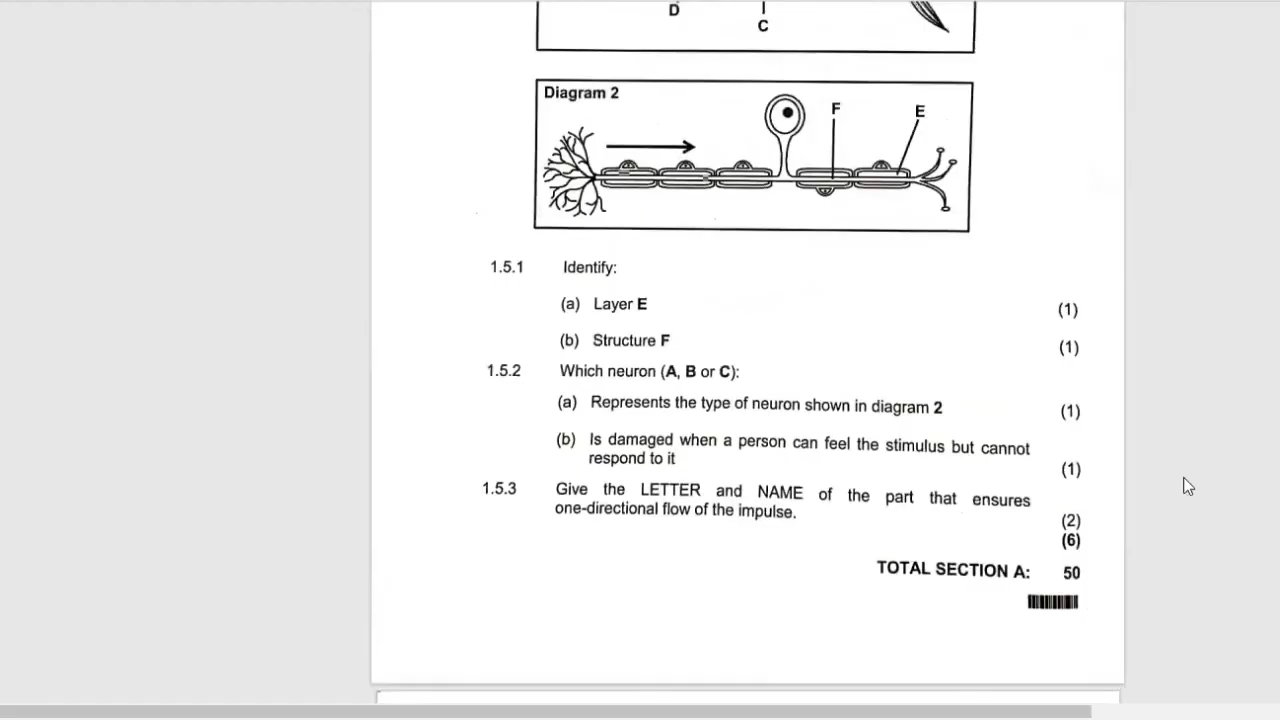 D
C
Diagram 2
F
E
1.5.1 Identify:
(a) Layer E (1)
(b) Structure F (1)
1.5.2 Which neuron (A, B or C):
(a) Represents the type of neuron shown in diagram 2 (1)
(b) Is damaged when a person can feel the stimulus but cannot
respond to it (1)
1.5.3 Give the LETTER and NAME of the part that ensures
one-directional flow of the impulse. (2)
(6)
TOTAL SECTION A: 50